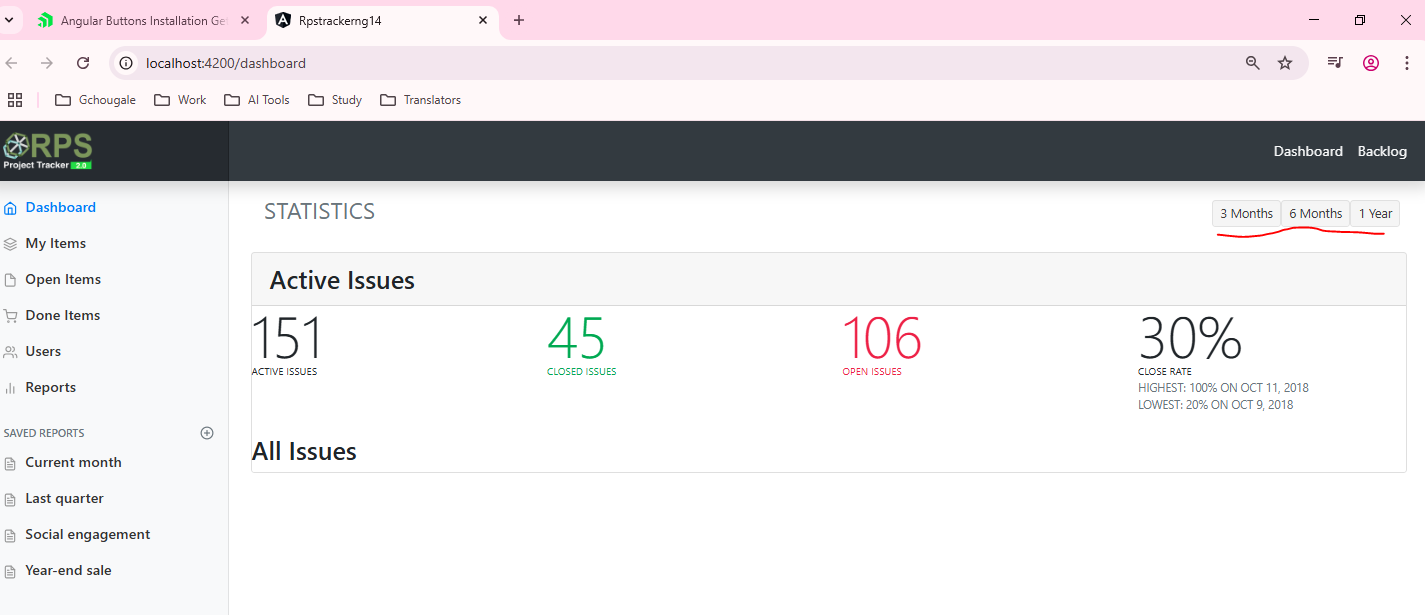 Angular Buttons Installation Get
Rpstrackerng14
localhost:4200/dashboard
Gchougale
Work
AI Tools
Study
Translators
RPS
Project Tracker 2.0
Dashboard
Backlog
Dashboard
My Items
Open Items
Done Items
Users
Reports
SAVED REPORTS
Current month
Last quarter
Social engagement
Year-end sale
STATISTICS
3 Months
6 Months
1 Year
Active Issues
151
ACTIVE ISSUES
45
CLOSED ISSUES
106
OPEN ISSUES
30%
CLOSE RATE
HIGHEST: 100% ON OCT 11, 2018
LOWEST: 20% ON OCT 9, 2018
All Issues